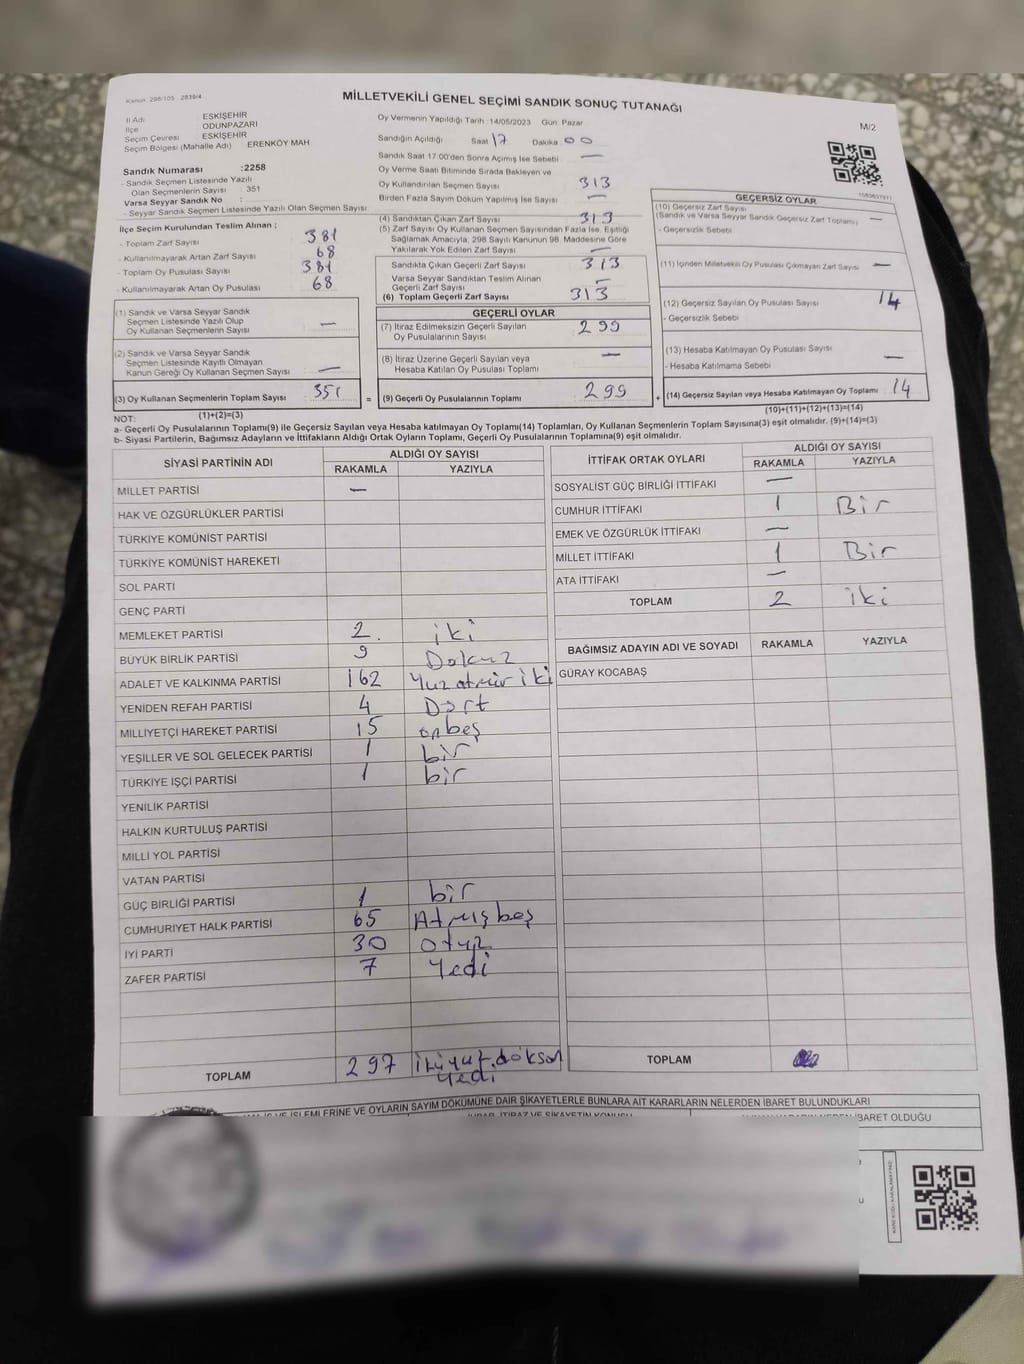 Kanun: 298/105 . 2839/4
MİLLETVEKİLİ GENEL SEÇİMİ SANDIK SONUÇ TUTANAĞI
M/2
İl Adı ESKİŞEHİR
İlçe ODUNPAZARI
Seçim Çevresi ESKİŞEHİR
Seçim Bölgesi (Mahalle Adı) ERENKÖY MAH
Sandık Numarası :2258
- Sandık Seçmen Listesinde Yazılı
Olan Seçmenlerin Sayısı : 351
Varsa Seyyar Sandık No :
- Seyyar Sandık Seçmen Listesinde Yazılı Olan Seçmen Sayısı:
İlçe Seçim Kurulundan Teslim Alınan ;
- Toplam Zarf Sayısı 381
- Kullanılmayarak Artan Zarf Sayısı 68
- Toplam Oy Pusulası Sayısı 381
- Kullanılmayarak Artan Oy Pusulası 68
(1) Sandık ve Varsa Seyyar Sandık
Seçmen Listesinde Yazılı Olup
Oy Kullanan Seçmenlerin Sayısı —
(2) Sandık ve Varsa Seyyar Sandık
Seçmen Listesinde Kayıtlı Olmayan
Kanun Gereği Oy Kullanan Seçmen Sayısı —
(3) Oy Kullanan Seçmenlerin Toplam Sayısı 351
(1)+(2)=(3)
Oy Vermenin Yapıldığı Tarih :14/05/2023 Gün: Pazar
Sandığın Açıldığı Saat 17 Dakika 00
Sandık Saat 17:00'den Sonra Açımış İse Sebebi —
Oy Verme Saati Bitiminde Sırada Bekleyen ve
Oy Kullandırılan Seçmen Sayısı 313
Birden Fazla Sayım Döküm Yapılmış İse Sayısı —
(4) Sandıktan Çıkan Zarf Sayısı 313
(5) Zarf Sayısı Oy Kullanan Seçmen Sayısından Fazla İse, Eşitliği
Sağlamak Amacıyla, 298 Sayılı Kanunun 98. Maddesine Göre
Yakılarak Yok Edilen Zarf Sayısı —
Sandıkta Çıkan Geçerli Zarf Sayısı 313
Varsa Seyyar Sandıktan Teslim Alınan
Geçerli Zarf Sayısı —
(6) Toplam Geçerli Zarf Sayısı 313
GEÇERLİ OYLAR
(7) İtiraz Edilmeksizin Geçerli Sayılan
Oy Pusulalarının Sayısı 299
(8) İtiraz Üzerine Geçerli Sayılan veya
Hesaba Katılan Oy Pusulası Toplamı —
= (9) Geçerli Oy Pusulalarının Toplamı 299
GEÇERSİZ OYLAR
(10) Geçersiz Zarf Sayısı
(Sandık ve Varsa Seyyar Sandık Geçersiz Zarf Toplamı) —
- Geçersizlik Sebebi
(11) İçinden Milletvekili Oy Pusulası Çıkmayan Zarf Sayısı —
(12) Geçersiz Sayılan Oy Pusulası Sayısı 14
- Geçersizlik Sebebi
(13) Hesaba Katılmayan Oy Pusulası Sayısı —
- Hesaba Katılmama Sebebi
+ (14) Geçersiz Sayılan veya Hesaba Katılmayan Oy Toplamı 14
(10)+(11)+(12)+(13)=(14)
NOT:
a- Geçerli Oy Pusulalarının Toplamı(9) ile Geçersiz Sayılan veya Hesaba katılmayan Oy Toplamı(14) Toplamları, Oy Kullanan Seçmenlerin Toplam Sayısına(3) eşit olmalıdır. (9)+(14)=(3)
b- Siyasi Partilerin, Bağımsız Adayların ve İttifakların Aldığı Ortak Oyların Toplamı, Geçerli Oy Pusulalarının Toplamına(9) eşit olmalıdır.
SİYASİ PARTİNİN ADI ALDIĞI OY SAYISI
RAKAMLA YAZIYLA
MİLLET PARTİSİ —
HAK VE ÖZGÜRLÜKLER PARTİSİ
TÜRKİYE KOMÜNİST PARTİSİ
TÜRKİYE KOMÜNİST HAREKETİ
SOL PARTİ
GENÇ PARTİ
MEMLEKET PARTİSİ 2. iki
BÜYÜK BİRLİK PARTİSİ 9 Dokuz
ADALET VE KALKINMA PARTİSİ 162 Yuzatmıriki
YENİDEN REFAH PARTİSİ 4 Dört
MİLLİYETÇİ HAREKET PARTİSİ 15 onbeş
YEŞİLLER VE SOL GELECEK PARTİSİ 1 bir
TÜRKİYE İŞÇİ PARTİSİ 1 bir
YENİLİK PARTİSİ
HALKIN KURTULUŞ PARTİSİ
MİLLİ YOL PARTİSİ
VATAN PARTİSİ
GÜÇ BİRLİĞİ PARTİSİ 1 bir
CUMHURİYET HALK PARTİSİ 65 Atmışbeş
İYİ PARTİ 30 otuz
ZAFER PARTİSİ 7 Yedi
TOPLAM 297 ikiyüz.doksan
Yedi
İTTİFAK ORTAK OYLARI ALDIĞI OY SAYISI
RAKAMLA YAZIYLA
SOSYALİST GÜÇ BİRLİĞİ İTTİFAKI —
CUMHUR İTTİFAKI 1 Bir
EMEK VE ÖZGÜRLÜK İTTİFAKI —
MİLLET İTTİFAKI 1 Bir
ATA İTTİFAKI —
TOPLAM 2 iki
BAĞIMSIZ ADAYIN ADI VE SOYADI RAKAMLA YAZIYLA
GÜRAY KOCABAŞ
TOPLAM
İŞLEMLERİNE VE OYLARIN SAYIM DÖKÜMÜNE DAİR ŞİKAYETLERLE BUNLARA AİT KARARLARIN NELERDEN İBARET BULUNDUKLARI
İTİRAZ VE ŞİKAYETİN KONUSU
İBARET OLDUĞU